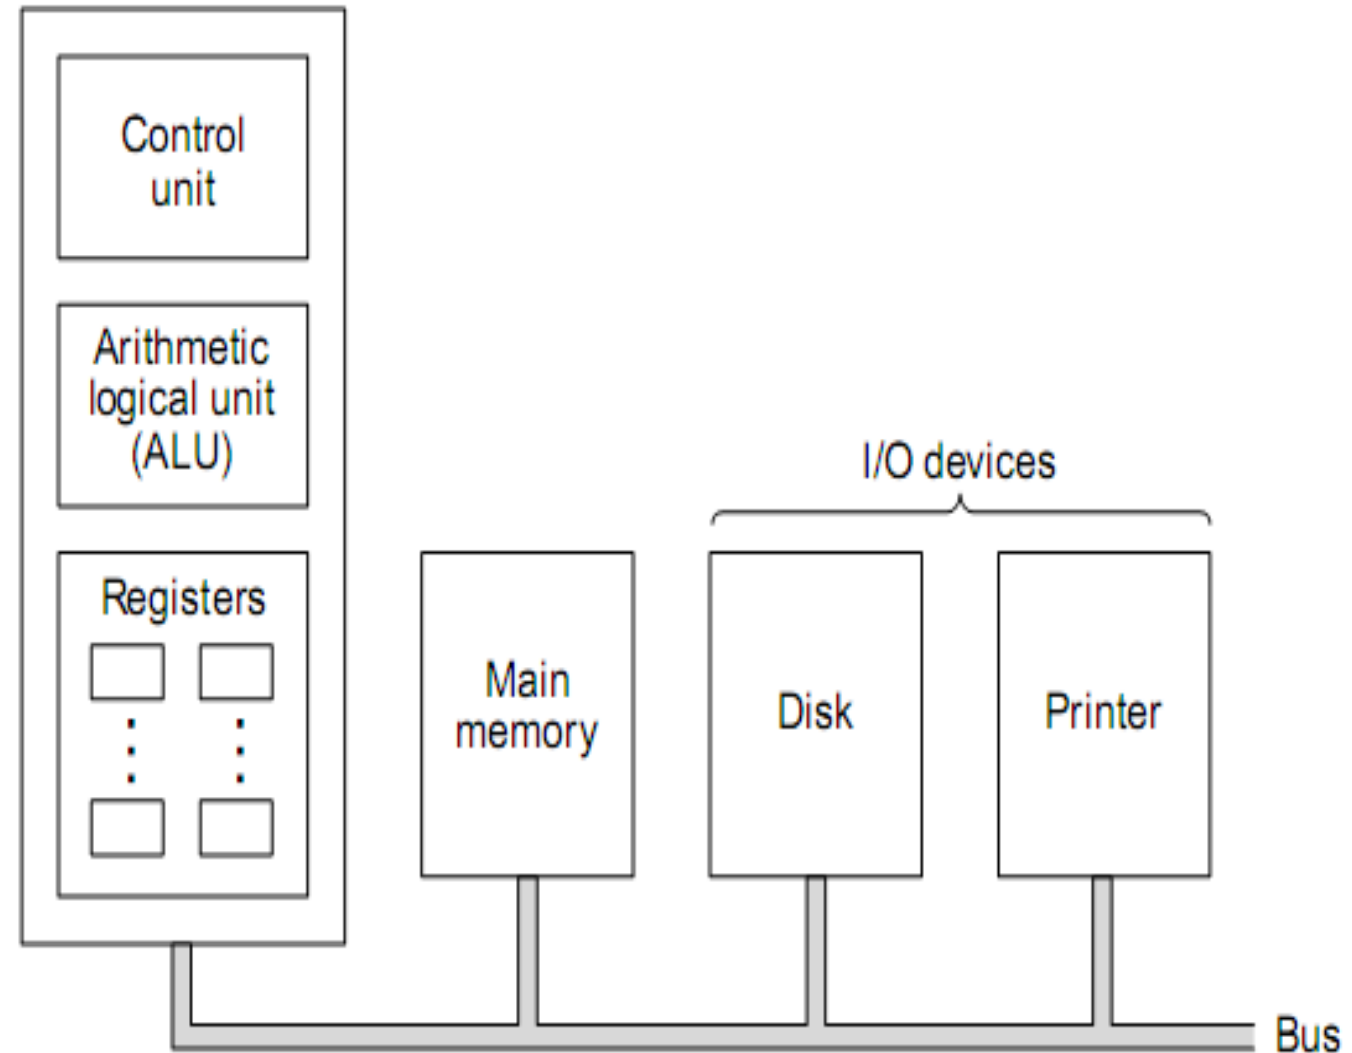 Control
unit
Arithmetic
logical unit
(ALU)
Registers
I/O devices
Main
memory
Disk
Printer
Bus